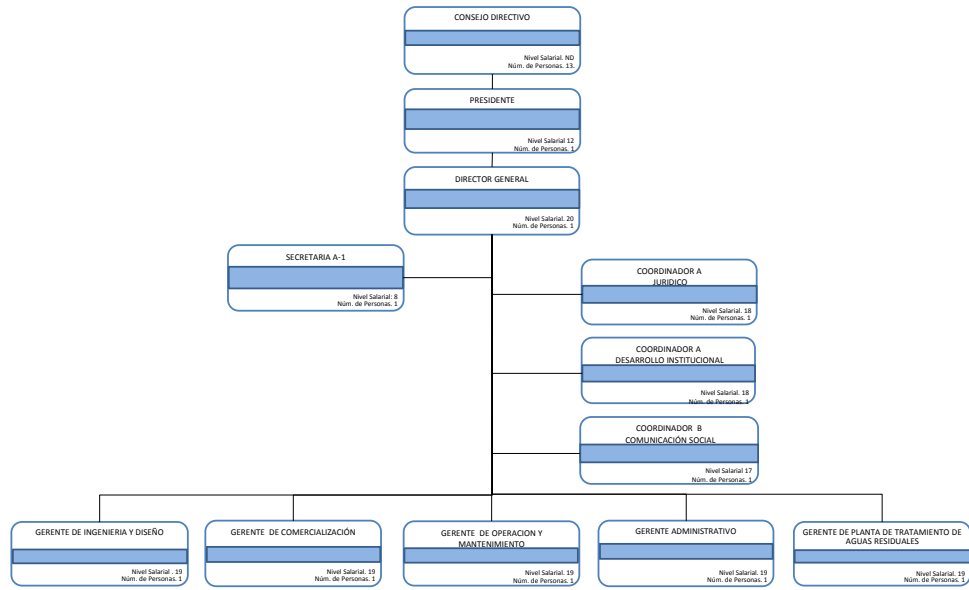 CONSEJO DIRECTIVO
Nivel Salarial. ND
Núm. de Personas. 13.
PRESIDENTE
Nivel Salarial 12
Núm. de Personas. 1
DIRECTOR GENERAL
Nivel Salarial. 20
Núm. de Personas. 1
SECRETARIA A-1
Nivel Salarial: 8
Núm. de Personas. 1
COORDINADOR A
JURIDICO
Nivel Salarial. 18
Núm. de Personas. 1
COORDINADOR A
DESARROLLO INSTITUCIONAL
Nivel Salarial. 18
Núm. de Personas. 1
COORDINADOR B
COMUNICACIÓN SOCIAL
Nivel Salarial 17
Núm. de Personas. 1
GERENTE DE INGENIERIA Y DISEÑO
Nivel Salarial . 19
Núm. de Personas. 1
GERENTE DE COMERCIALIZACIÓN
Nivel Salarial. 19
Núm. de Personas. 1
GERENTE DE OPERACION Y
MANTENIMIENTO
Nivel Salarial. 19
Núm. de Personas. 1
GERENTE ADMINISTRATIVO
Nivel Salarial. 19
Núm. de Personas. 1
GERENTE DE PLANTA DE TRATAMIENTO DE
AGUAS RESIDUALES
Nivel Salarial. 19
Núm. de Personas. 1